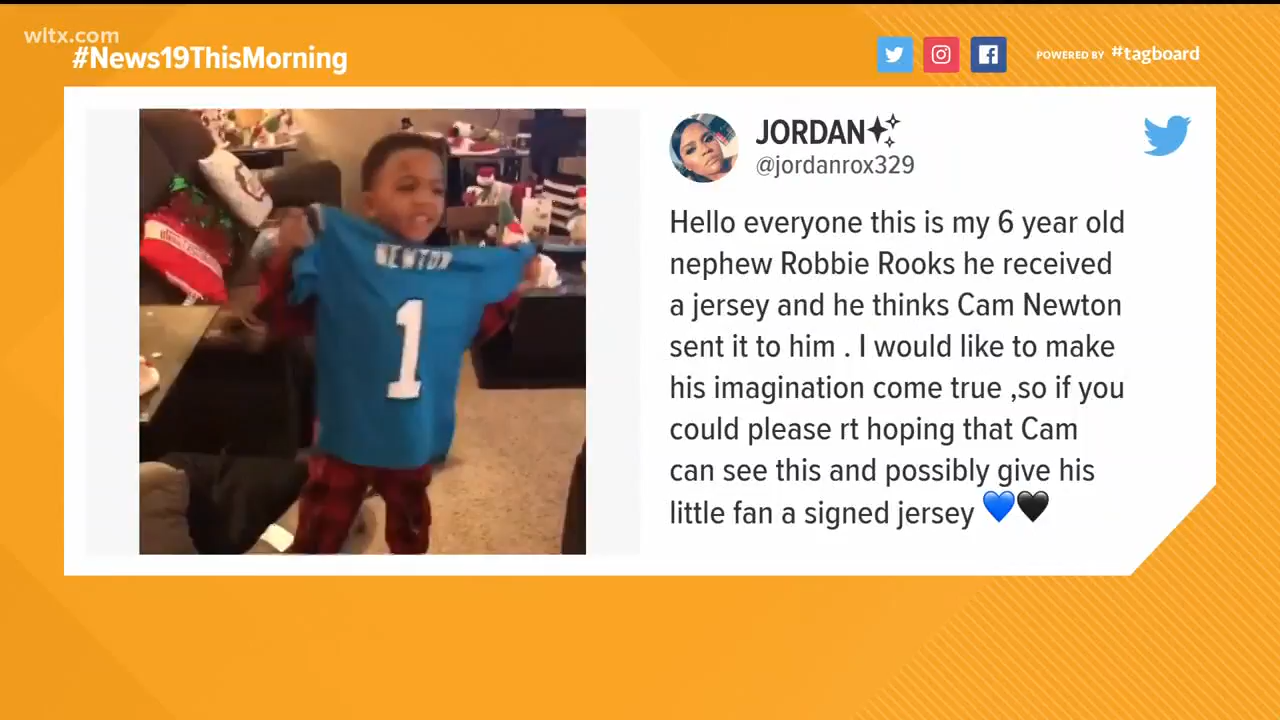 wltx.com
#News19ThisMorning
POWERED BY #tagboard
NEWTON
1
JORDAN
@jordanrox329
Hello everyone this is my 6 year old
nephew Robbie Rooks he received
a jersey and he thinks Cam Newton
sent it to him . I would like to make
his imagination come true ,so if you
could please rt hoping that Cam
can see this and possibly give his
little fan a signed jersey 💙🖤